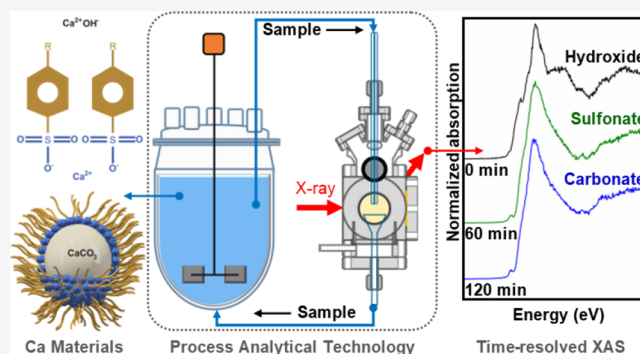 Ca²⁺OH⁻
R R
O=S=O O=S=O
O⁻ O⁻
Ca²⁺
CaCO₃
Ca Materials
Sample
X-ray
Sample
Process Analytical Technology
Normalized absorption
Hydroxide
0 min
Sulfonate
60 min
Carbonate
120 min
Energy (eV)
Time-resolved XAS